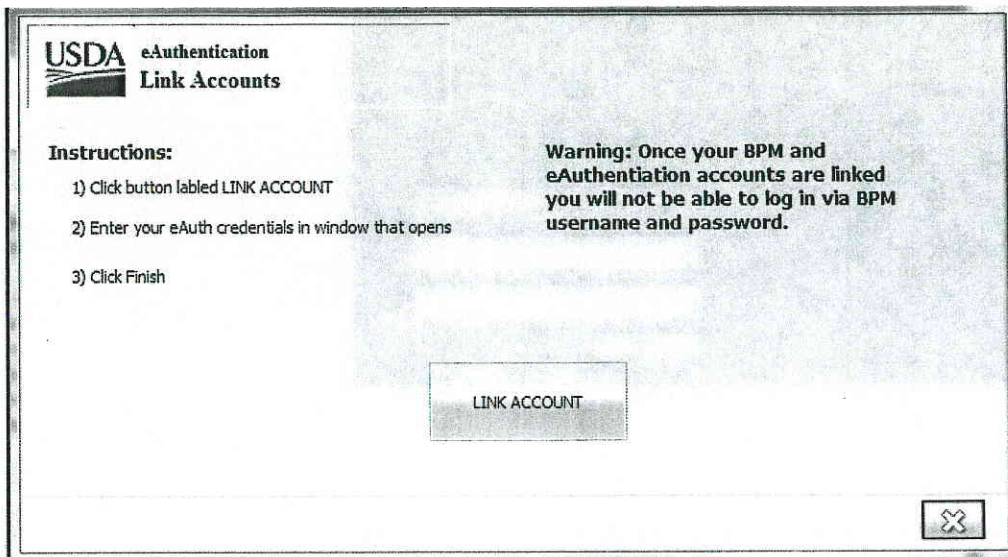 USDA eAuthentication
Link Accounts
Instructions:
1) Click button labled LINK ACCOUNT
2) Enter your eAuth credentials in window that opens
3) Click Finish
Warning: Once your BPM and
eAuthentiation accounts are linked
you will not be able to log in via BPM
username and password.
LINK ACCOUNT